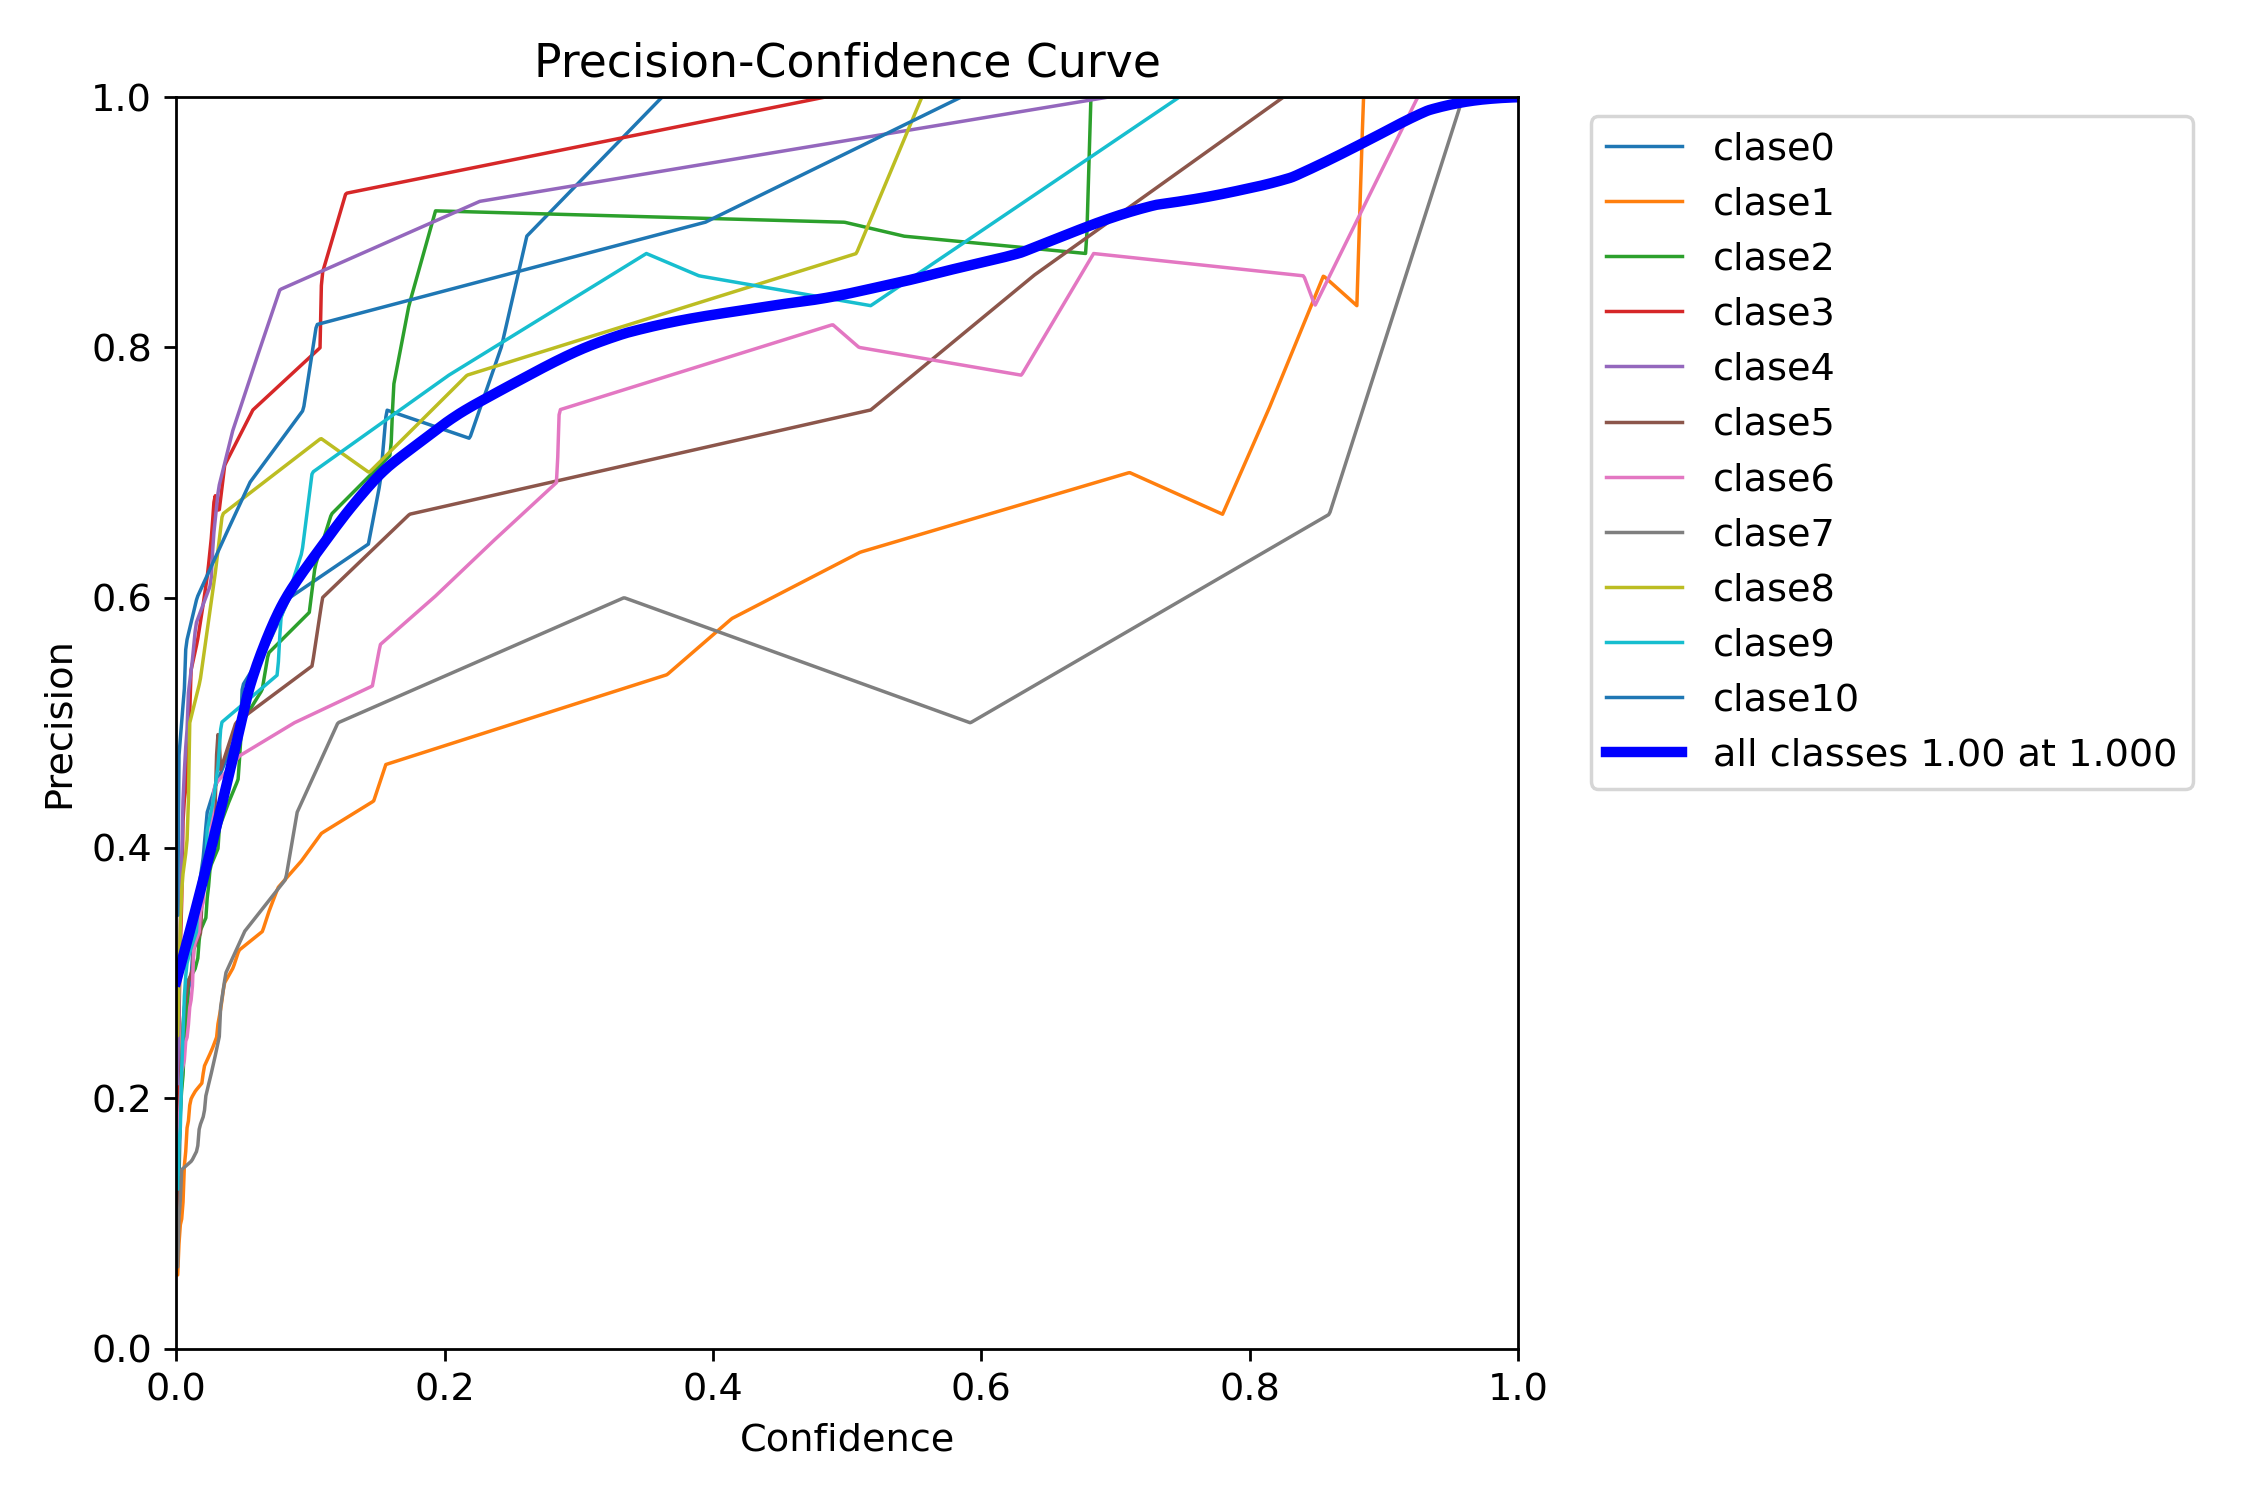 Precision-Confidence Curve
1.0
0.8
0.6
0.4
0.2
0.0
Precision
0.0 0.2 0.4 0.6 0.8 1.0
Confidence
clase0
clase1
clase2
clase3
clase4
clase5
clase6
clase7
clase8
clase9
clase10
all classes 1.00 at 1.000